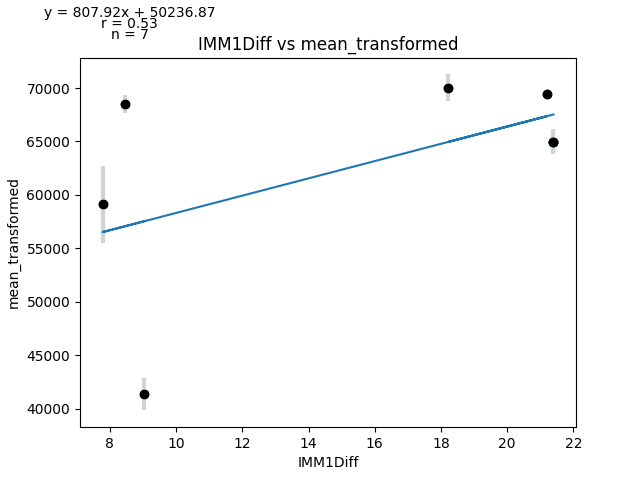 y = 807.92x + 50236.87
r = 0.53
n = 7
IMM1Diff vs mean_transformed
70000
65000
60000
55000
50000
45000
40000
mean_transformed
8 10 12 14 16 18 20 22
IMM1Diff